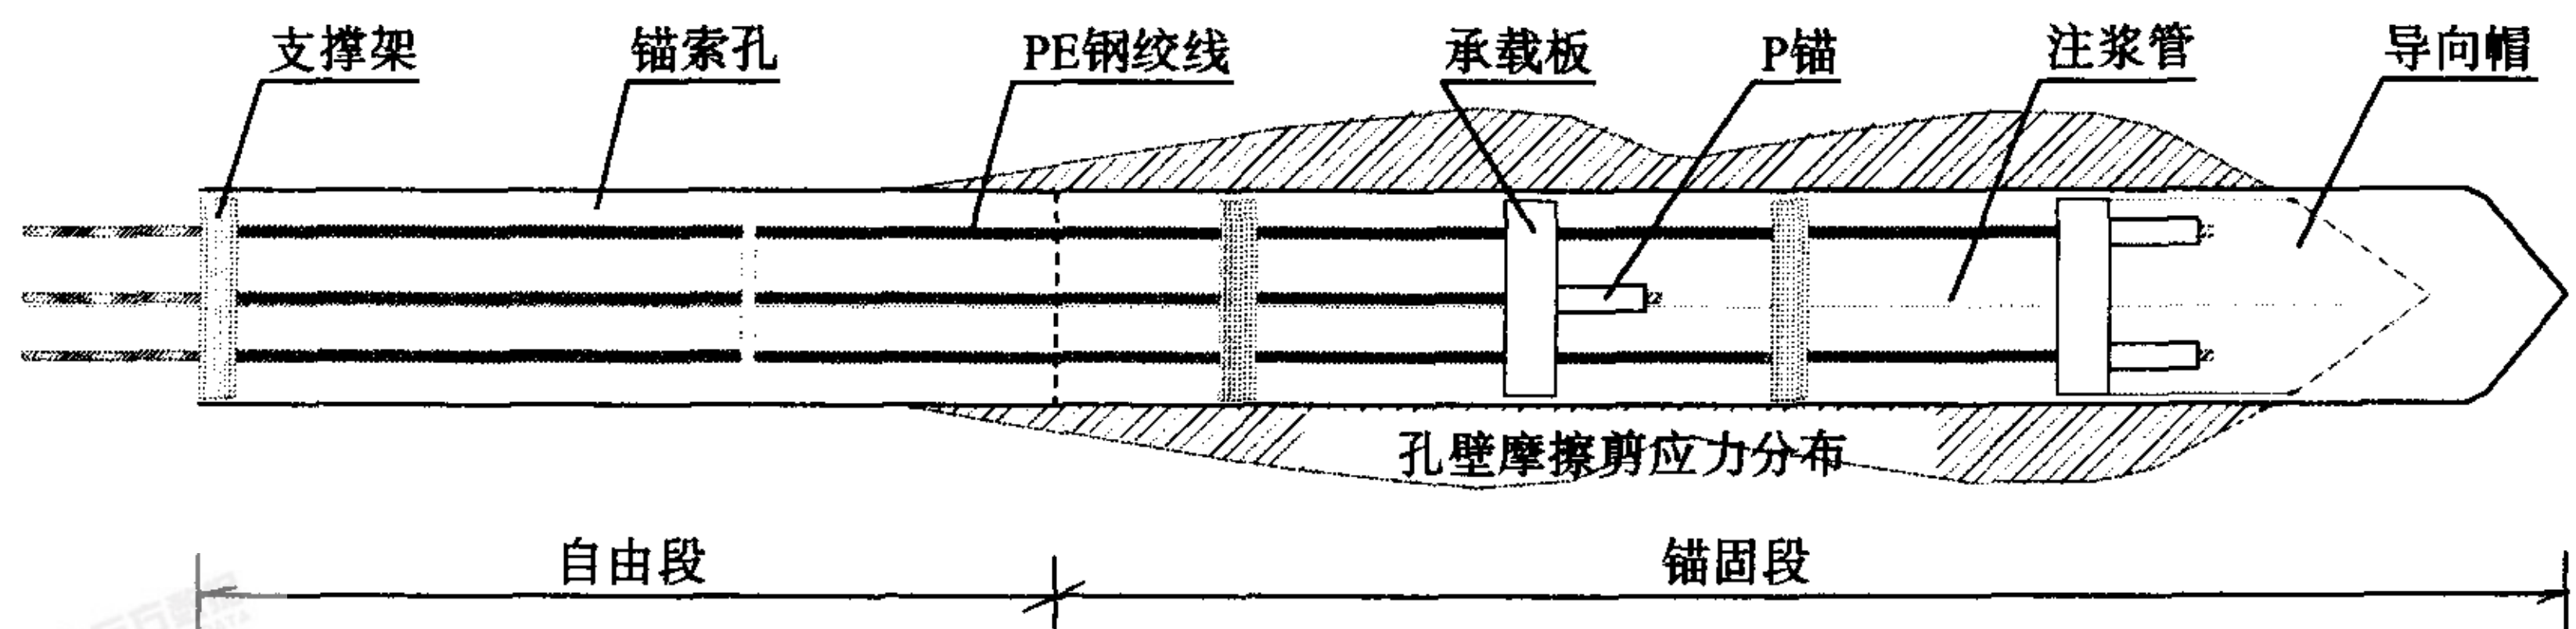 支撑架
锚索孔
PE钢绞线
承载板
P锚
注浆管
导向帽
孔壁摩擦剪应力分布
自由段
锚固段